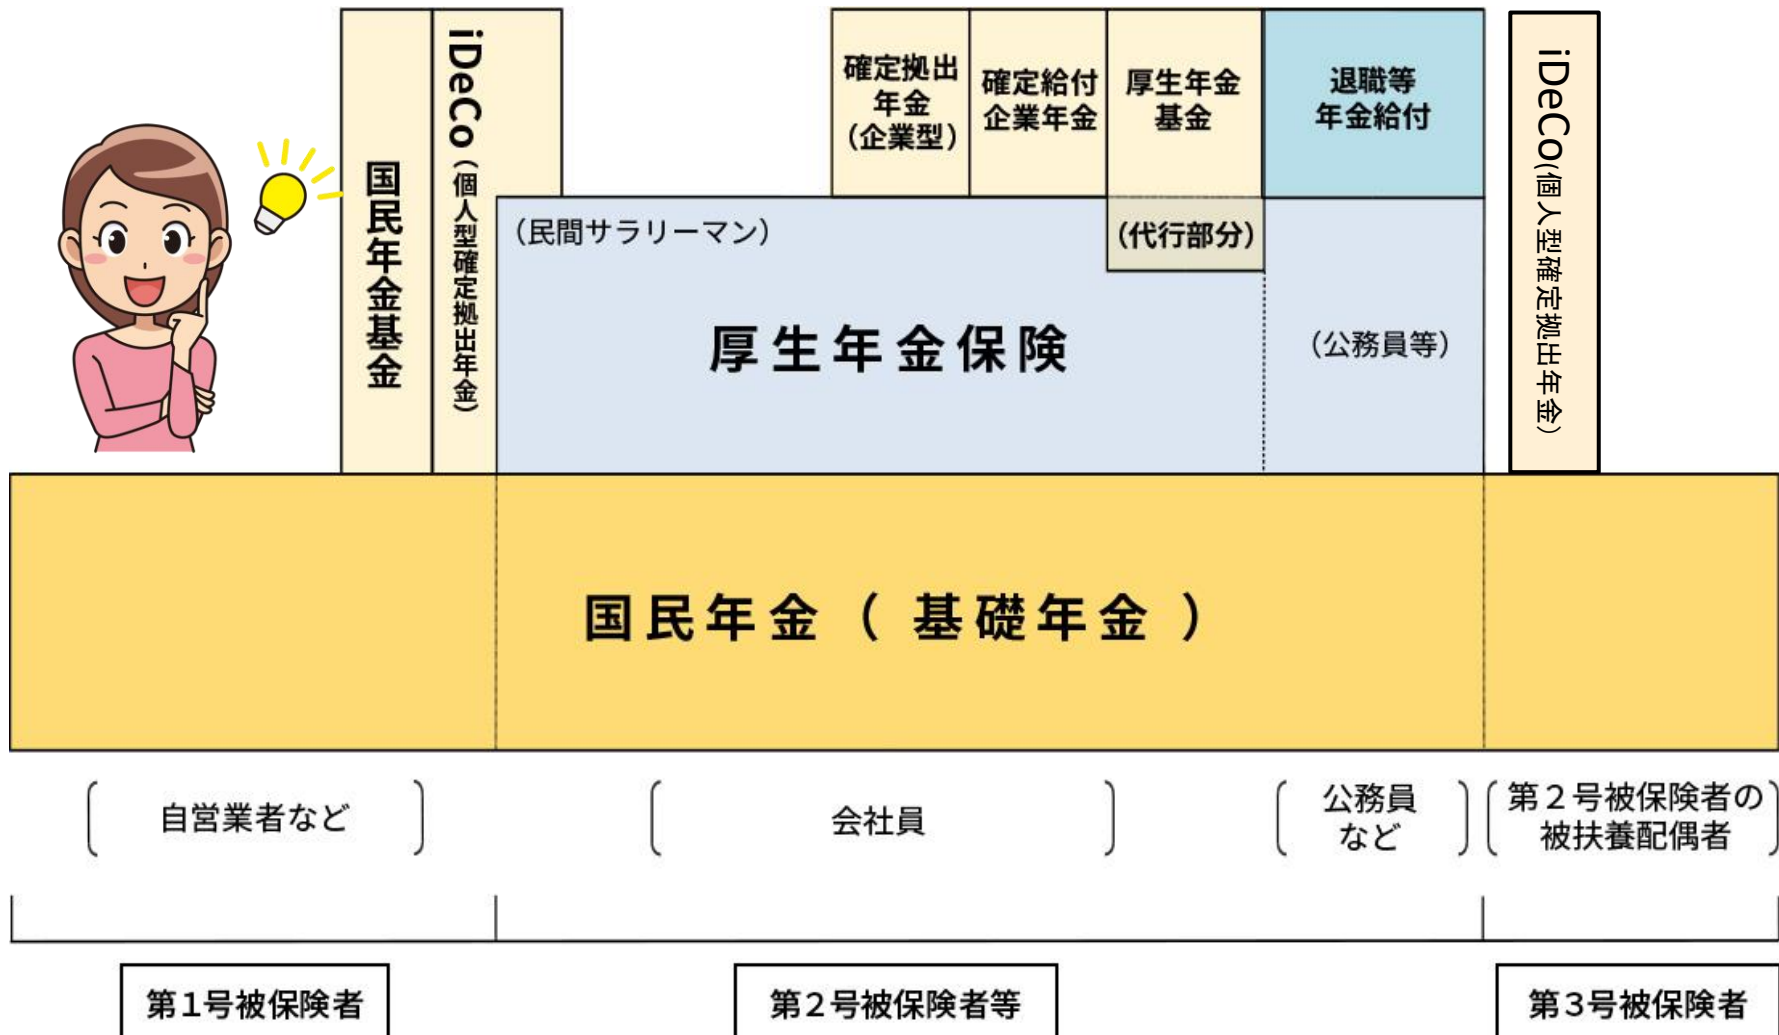 国民年金基金
iDeCo(個人型確定拠出年金)
確定拠出
年金
(企業型)
確定給付
企業年金
厚生年金
基金
退職等
年金給付
iDeCo(個人型確定拠出年金)
(民間サラリーマン)
(代行部分)
厚生年金保険
(公務員等)
国民年金( 基礎年金 )
自営業者など
会社員
公務員
など
第2号被保険者の
被扶養配偶者
第1号被保険者
第2号被保険者等
第3号被保険者